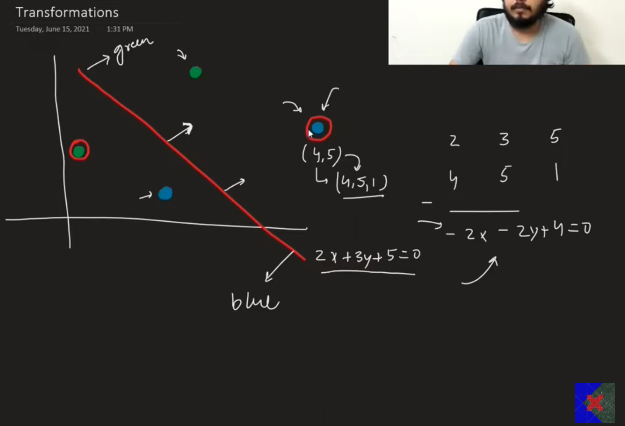 Transformations
Tuesday, June 15, 2021 1:31 PM
green
(4,5)
(4,5,1)
2x+3y+5=0
blue
2 3 5
4 5 1
-
-2x-2y+4=0